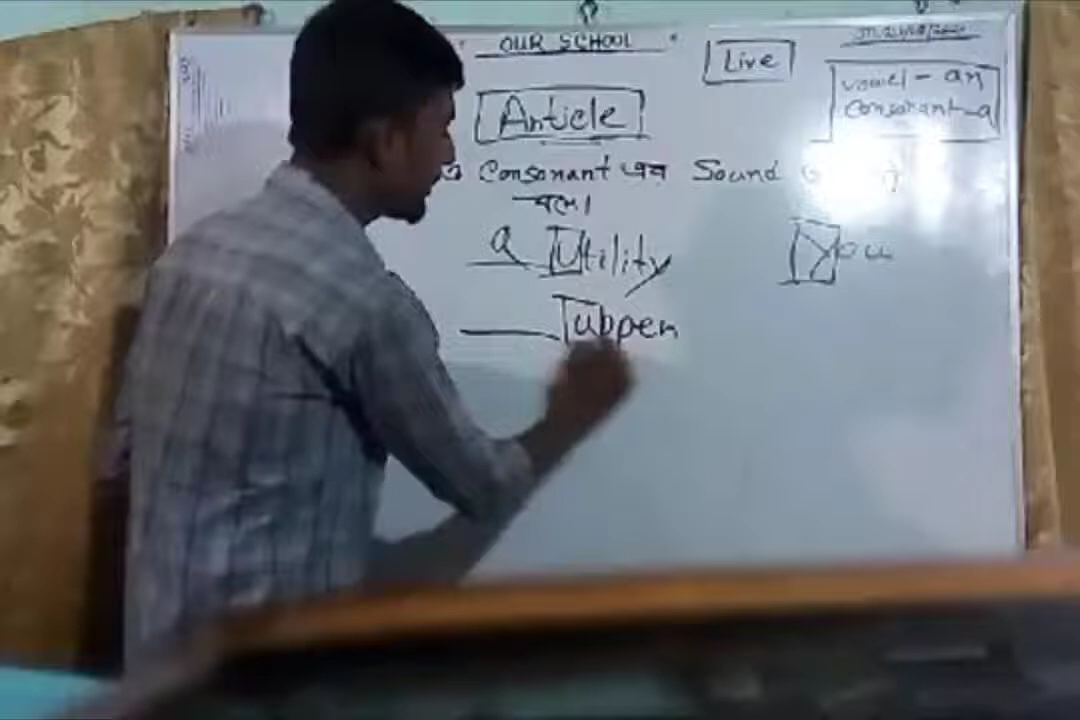 OUR SCHOOL
Live
vowel - an
Consonant - a
Article
ও Consonant এর Sound
বলে।
a Utility
You
uppen